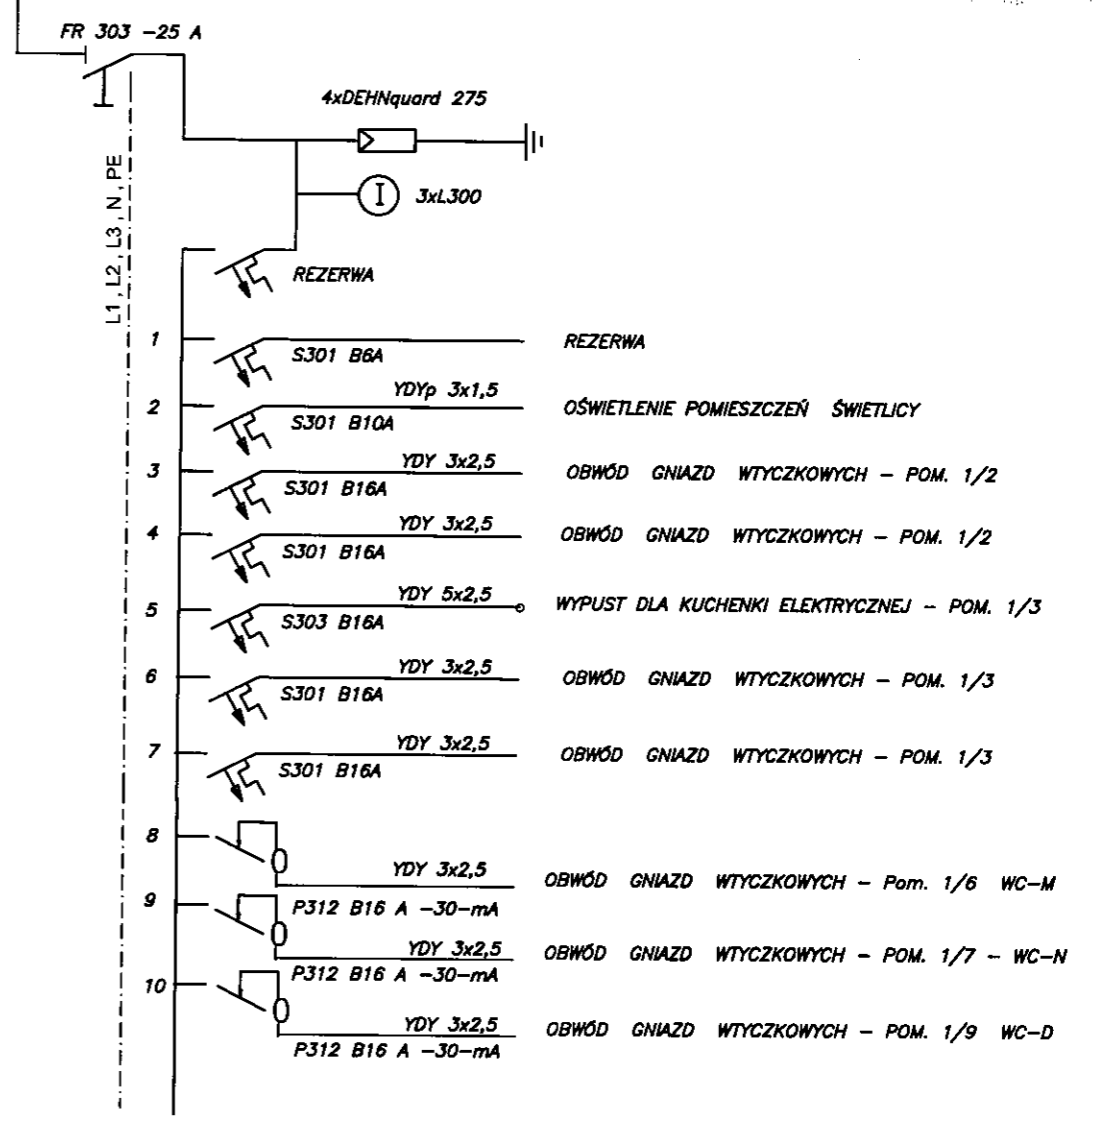 FR 303 -25 A
4xDEHNquard 275
I 3xL300
L1, L2, L3, N, PE
REZERWA
1 S301 B6A REZERWA
2 YDYp 3x1,5 OŚWIETLENIE POMIESZCZEŃ ŚWIETLICY
S301 B10A
3 YDY 3x2,5 OBWÓD GNIAZD WTYCZKOWYCH - POM. 1/2
S301 B16A
4 YDY 3x2,5 OBWÓD GNIAZD WTYCZKOWYCH - POM. 1/2
S301 B16A
5 YDY 5x2,5 WYPUST DLA KUCHENKI ELEKTRYCZNEJ - POM. 1/3
S303 B16A
6 YDY 3x2,5 OBWÓD GNIAZD WTYCZKOWYCH - POM. 1/3
S301 B16A
7 YDY 3x2,5 OBWÓD GNIAZD WTYCZKOWYCH - POM. 1/3
S301 B16A
8 YDY 3x2,5 OBWÓD GNIAZD WTYCZKOWYCH - Pom. 1/6 WC-M
P312 B16 A -30-mA
9 YDY 3x2,5 OBWÓD GNIAZD WTYCZKOWYCH - POM. 1/7 - WC-N
P312 B16 A -30-mA
10 YDY 3x2,5 OBWÓD GNIAZD WTYCZKOWYCH - POM. 1/9 WC-D
P312 B16 A -30-mA